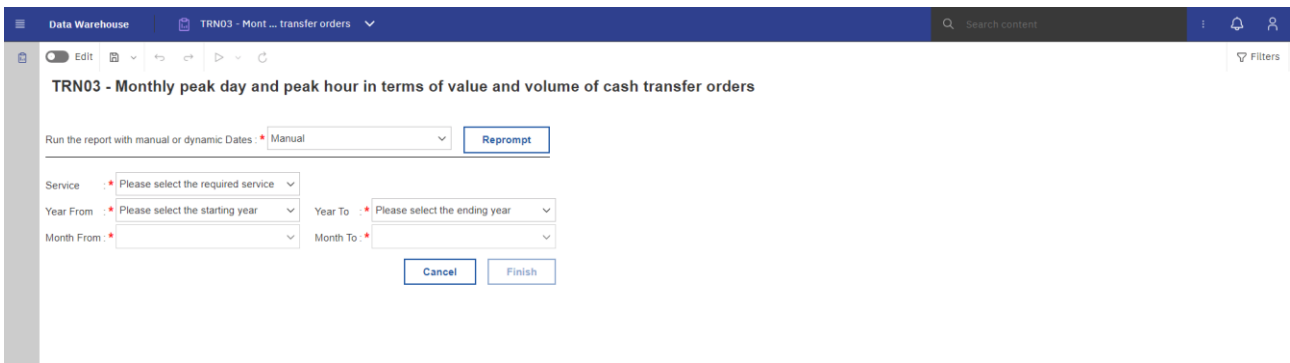 Data Warehouse TRN03 - Mont ... transfer orders Search content
Edit Filters
TRN03 - Monthly peak day and peak hour in terms of value and volume of cash transfer orders
Run the report with manual or dynamic Dates : * Manual Reprompt
Service : * Please select the required service
Year From : * Please select the starting year Year To : * Please select the ending year
Month From : * Month To : *
Cancel Finish